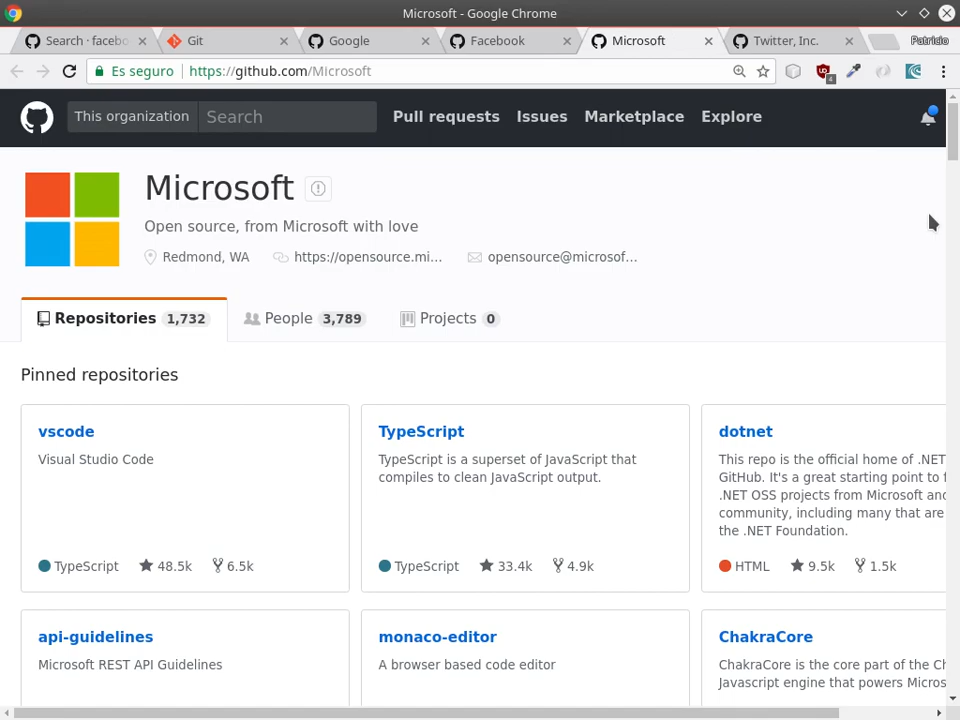 Microsoft - Google Chrome
Search · facebo
Git
Google
Facebook
Microsoft
Twitter, Inc.
Patricio
Es seguro
https://github.com/Microsoft
4
This organization
Search
Pull requests
Issues
Marketplace
Explore
Microsoft
Open source, from Microsoft with love
Redmond, WA
https://opensource.mi...
opensource@microsof...
Repositories 1,732
People 3,789
Projects 0
Pinned repositories
vscode
Visual Studio Code
TypeScript
48.5k
6.5k
TypeScript
TypeScript is a superset of JavaScript that
compiles to clean JavaScript output.
TypeScript
33.4k
4.9k
dotnet
This repo is the official home of .NET
GitHub. It's a great starting point to f
.NET OSS projects from Microsoft and
community, including many that are
the .NET Foundation.
HTML
9.5k
1.5k
api-guidelines
Microsoft REST API Guidelines
monaco-editor
A browser based code editor
ChakraCore
ChakraCore is the core part of the Ch
Javascript engine that powers Micros